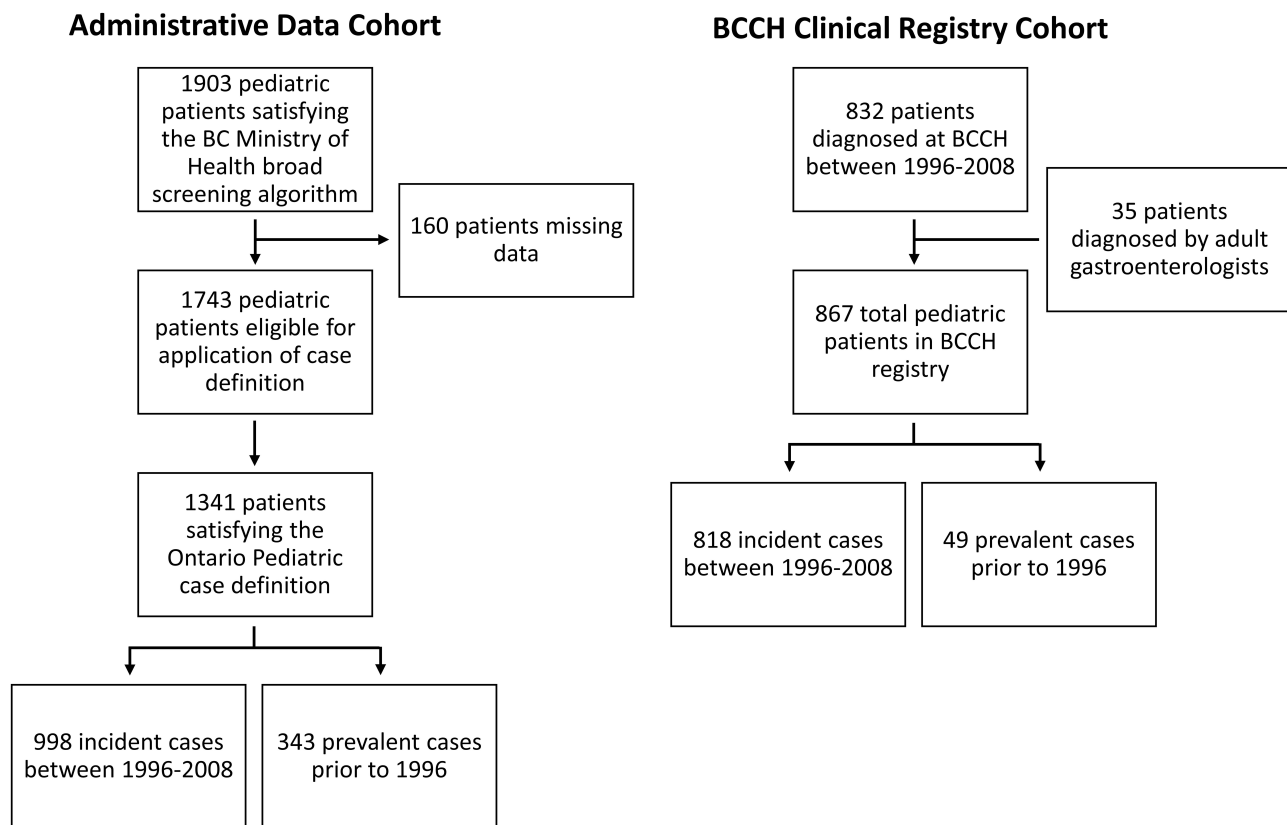 Administrative Data Cohort
1903 pediatric
patients satisfying
the BC Ministry of
Health broad
screening algorithm
160 patients missing
data
1743 pediatric
patients eligible for
application of case
definition
1341 patients
satisfying the
Ontario Pediatric
case definition
998 incident cases
between 1996-2008
343 prevalent cases
prior to 1996
BCCH Clinical Registry Cohort
832 patients
diagnosed at BCCH
between 1996-2008
35 patients
diagnosed by adult
gastroenterologists
867 total pediatric
patients in BCCH
registry
818 incident cases
between 1996-2008
49 prevalent cases
prior to 1996